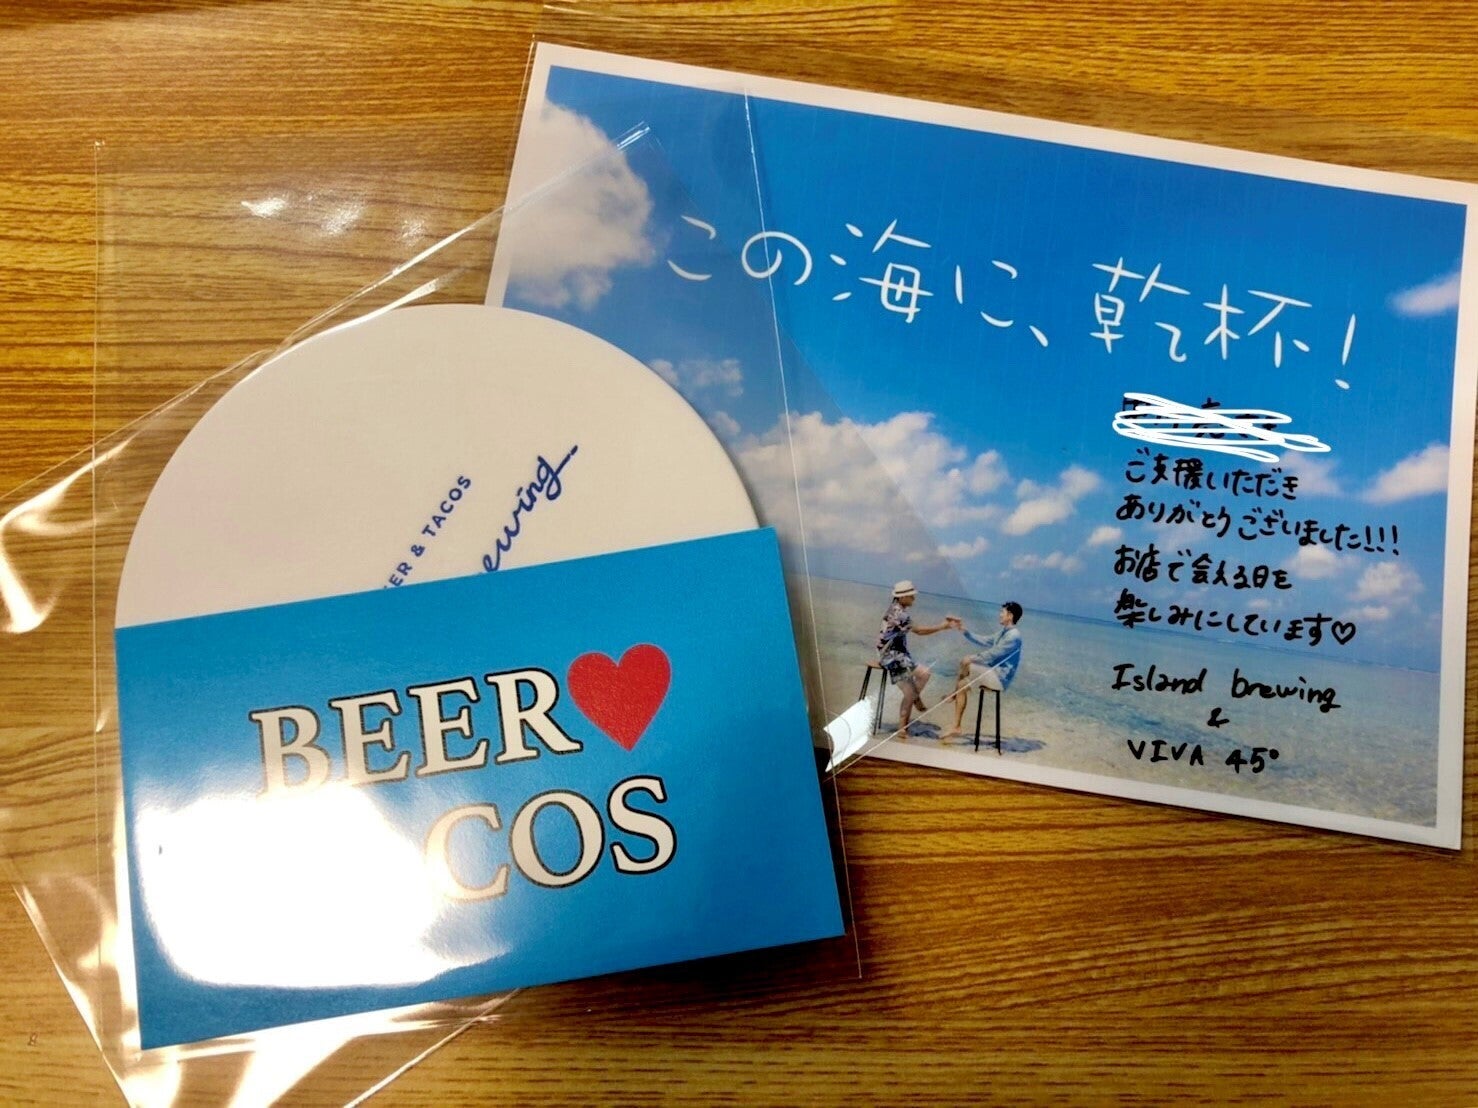 この海に、乾杯!
ご支援いただき
ありがとうございました!!!
お店で会える日を
楽しみにしています♡
Island brewing
&
VIVA 45°
& TACOS
BEER♥
COS